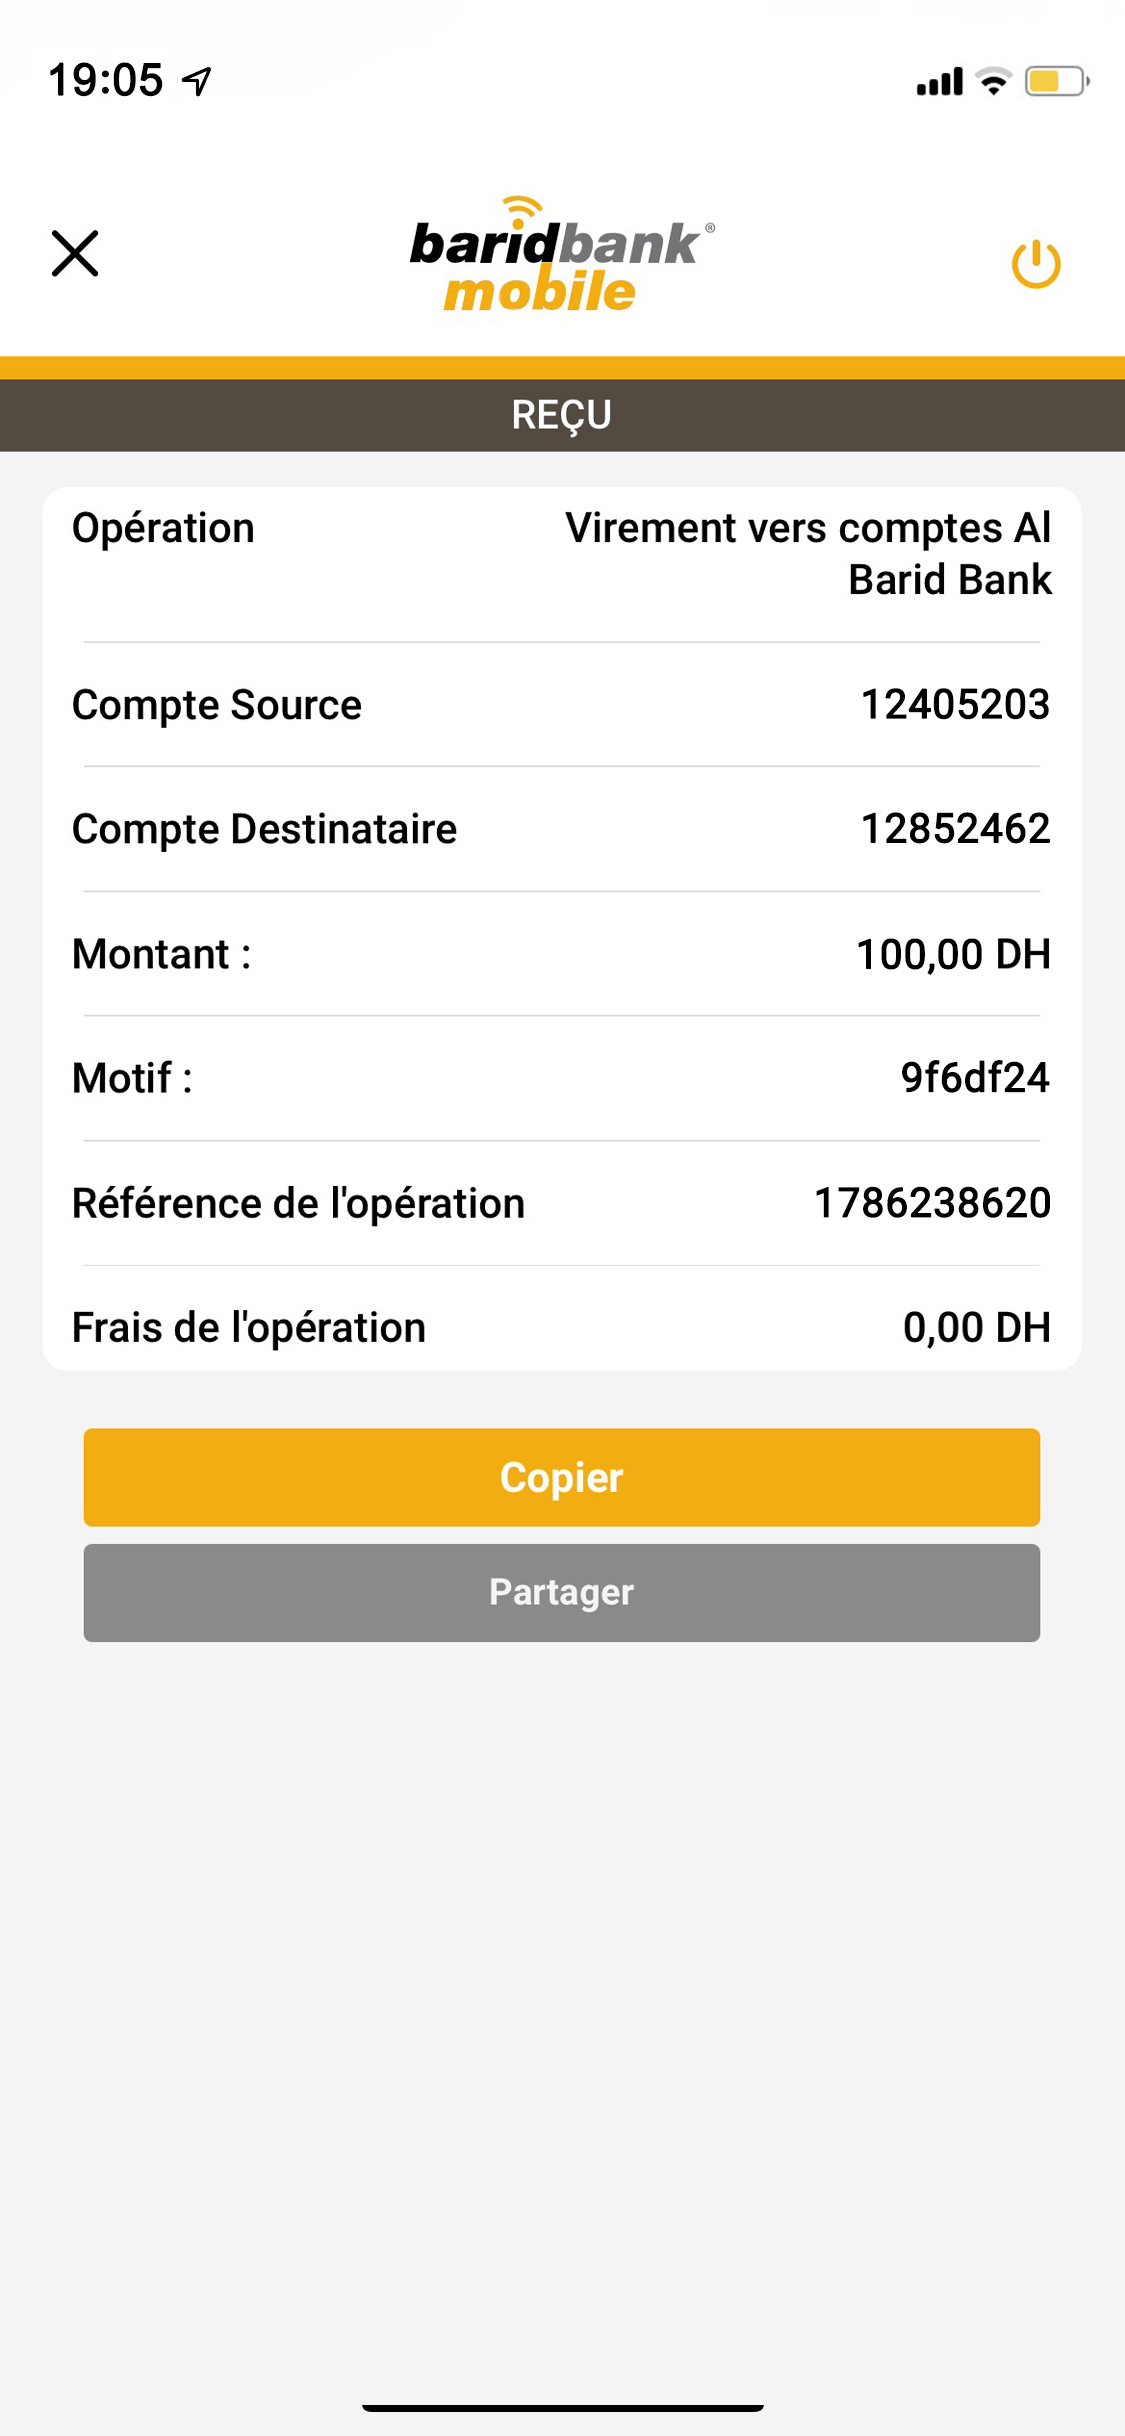 19:05
baridbank®
mobile
REÇU
Opération Virement vers comptes Al
Barid Bank
Compte Source 12405203
Compte Destinataire 12852462
Montant : 100,00 DH
Motif : 9f6df24
Référence de l'opération 1786238620
Frais de l'opération 0,00 DH
Copier
Partager